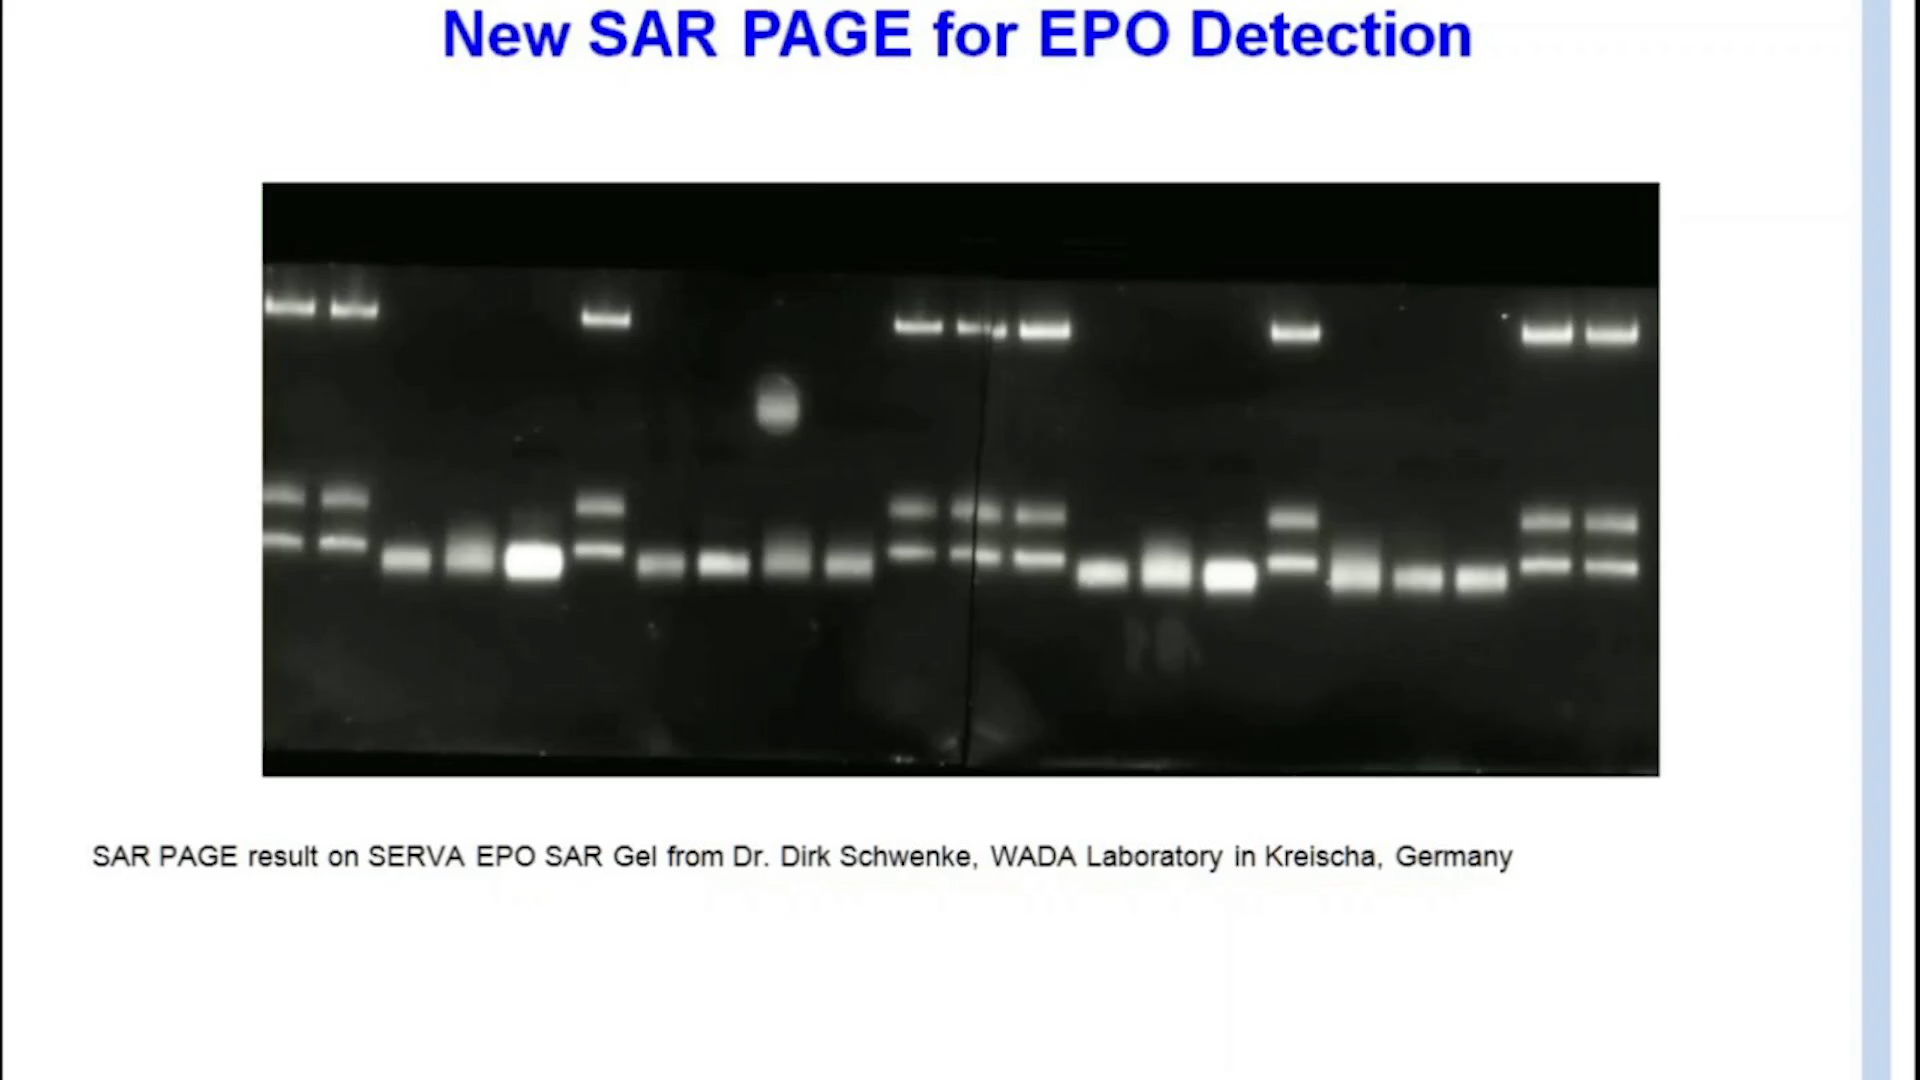 New SAR PAGE for EPO Detection
SAR PAGE result on SERVA EPO SAR Gel from Dr. Dirk Schwenke, WADA Laboratory in Kreischa, Germany